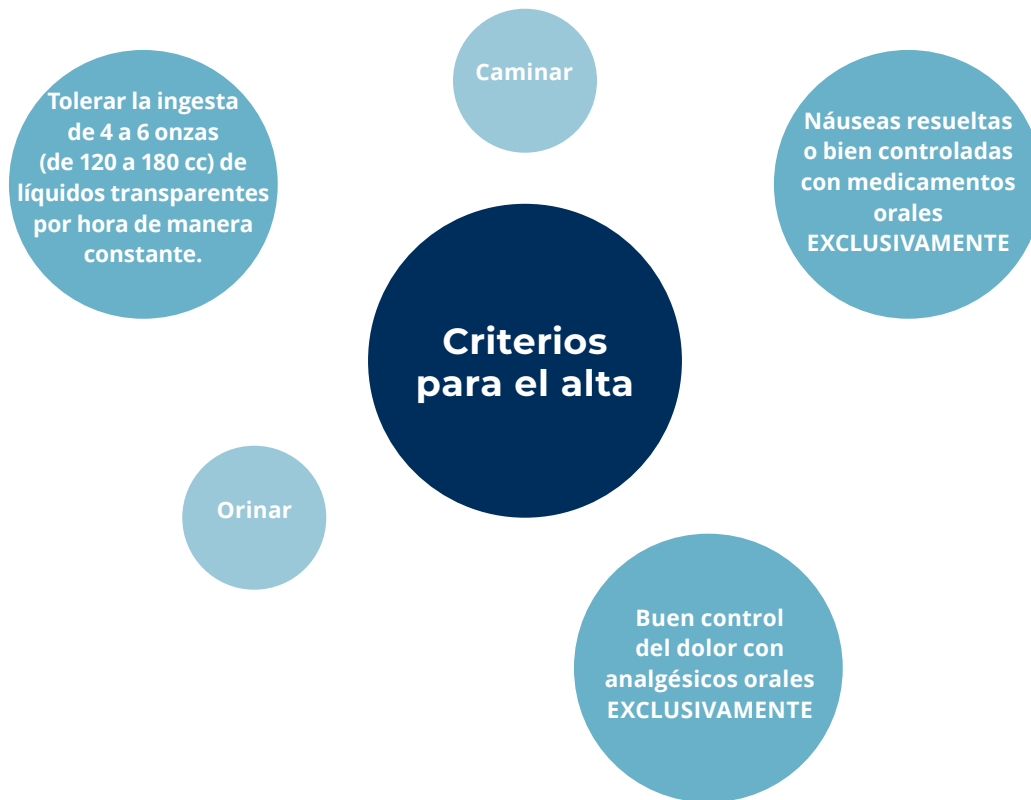 Caminar
Tolerar la ingesta
de 4 a 6 onzas
(de 120 a 180 cc) de
líquidos transparentes
por hora de manera
constante.
Náuseas resueltas
o bien controladas
con medicamentos
orales
EXCLUSIVAMENTE
Criterios
para el alta
Orinar
Buen control
del dolor con
analgésicos orales
EXCLUSIVAMENTE